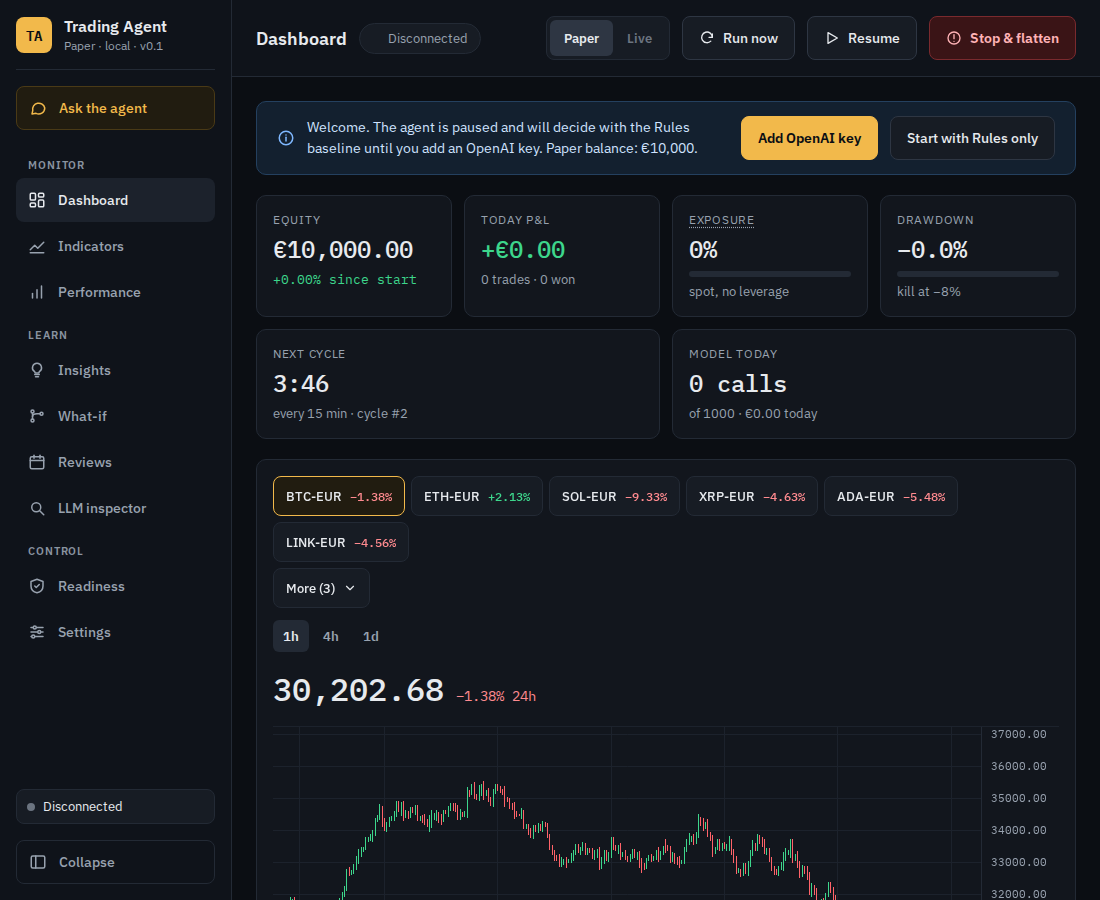 TA
Trading Agent
Paper · local · v0.1
Ask the agent
MONITOR
Dashboard
Indicators
Performance
LEARN
Insights
What-if
Reviews
LLM inspector
CONTROL
Readiness
Settings
Disconnected
Collapse
Dashboard
Disconnected
Paper
Live
Run now
Resume
Stop & flatten
Welcome. The agent is paused and will decide with the Rules
baseline until you add an OpenAI key. Paper balance: €10,000.
Add OpenAI key
Start with Rules only
EQUITY
€10,000.00
+0.00% since start
TODAY P&L
+€0.00
0 trades · 0 won
EXPOSURE
0%
spot, no leverage
DRAWDOWN
−0.0%
kill at −8%
NEXT CYCLE
3:46
every 15 min · cycle #2
MODEL TODAY
0 calls
of 1000 · €0.00 today
BTC-EUR −1.38%
ETH-EUR +2.13%
SOL-EUR −9.33%
XRP-EUR −4.63%
ADA-EUR −5.48%
LINK-EUR −4.56%
More (3)
1h
4h
1d
30,202.68 −1.38% 24h
37000.00
36000.00
35000.00
34000.00
33000.00
32000.00